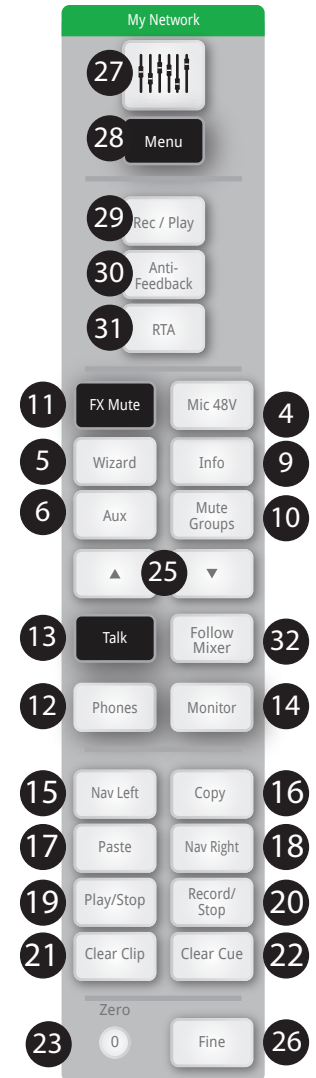 My Network
27
28 Menu
29 Rec / Play
30 Anti-
Feedback
31 RTA
11 FX Mute Mic 48V 4
5 Wizard Info 9
6 Aux Mute
Groups 10
▲ 25 ▼
13 Talk Follow
Mixer 32
12 Phones Monitor 14
15 Nav Left Copy 16
17 Paste Nav Right 18
19 Play/Stop Record/
Stop 20
21 Clear Clip Clear Cue 22
Zero
23 0 Fine 26